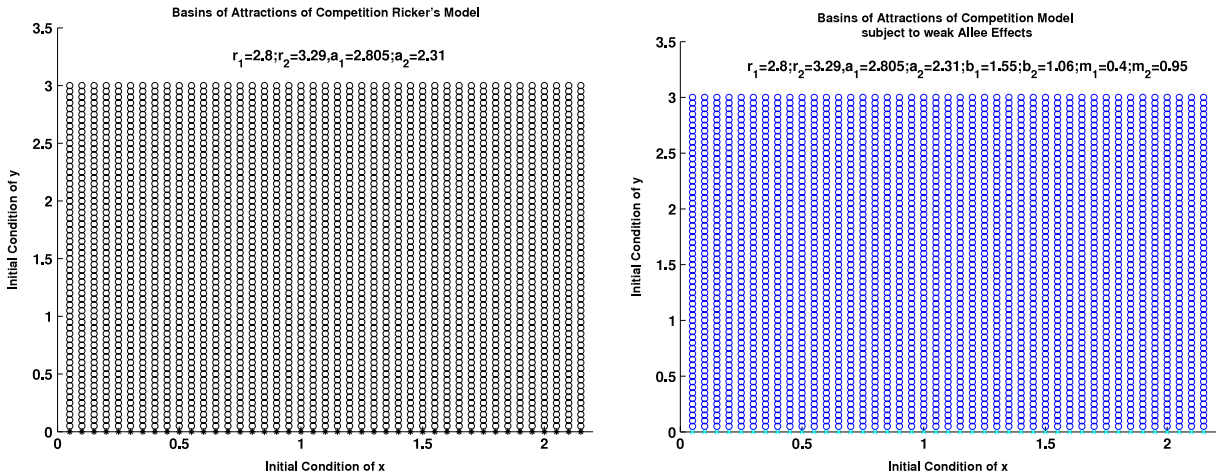 Basins of Attractions of Competition Ricker's Model
r1=2.8;r2=3.29,a1=2.805;a2=2.31
3.5
3
2.5
2
1.5
1
0.5
0
Initial Condition of y
0
0.5
1
1.5
2
Initial Condition of x
Basins of Attractions of Competition Model
subject to weak Allee Effects
r1=2.8;r2=3.29,a1=2.805;a2=2.31;b1=1.55;b2=1.06;m1=0.4;m2=0.95
3.5
3
2.5
2
1.5
1
0.5
0
Initial Condition of y
0
0.5
1
1.5
2
Initial Condition of x